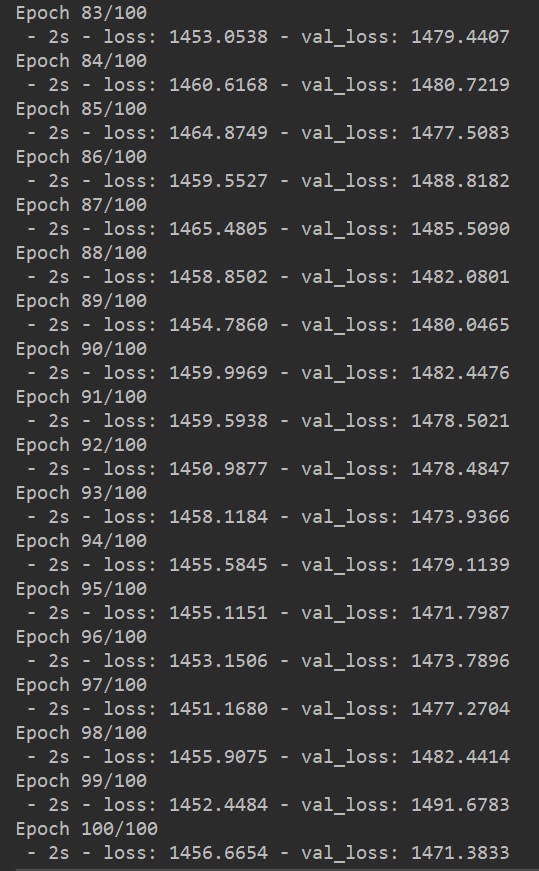 Epoch 83/100
- 2s - loss: 1453.0538 - val_loss: 1479.4407
Epoch 84/100
- 2s - loss: 1460.6168 - val_loss: 1480.7219
Epoch 85/100
- 2s - loss: 1464.8749 - val_loss: 1477.5083
Epoch 86/100
- 2s - loss: 1459.5527 - val_loss: 1488.8182
Epoch 87/100
- 2s - loss: 1465.4805 - val_loss: 1485.5090
Epoch 88/100
- 2s - loss: 1458.8502 - val_loss: 1482.0801
Epoch 89/100
- 2s - loss: 1454.7860 - val_loss: 1480.0465
Epoch 90/100
- 2s - loss: 1459.9969 - val_loss: 1482.4476
Epoch 91/100
- 2s - loss: 1459.5938 - val_loss: 1478.5021
Epoch 92/100
- 2s - loss: 1450.9877 - val_loss: 1478.4847
Epoch 93/100
- 2s - loss: 1458.1184 - val_loss: 1473.9366
Epoch 94/100
- 2s - loss: 1455.5845 - val_loss: 1479.1139
Epoch 95/100
- 2s - loss: 1455.1151 - val_loss: 1471.7987
Epoch 96/100
- 2s - loss: 1453.1506 - val_loss: 1473.7896
Epoch 97/100
- 2s - loss: 1451.1680 - val_loss: 1477.2704
Epoch 98/100
- 2s - loss: 1455.9075 - val_loss: 1482.4414
Epoch 99/100
- 2s - loss: 1452.4484 - val_loss: 1491.6783
Epoch 100/100
- 2s - loss: 1456.6654 - val_loss: 1471.3833